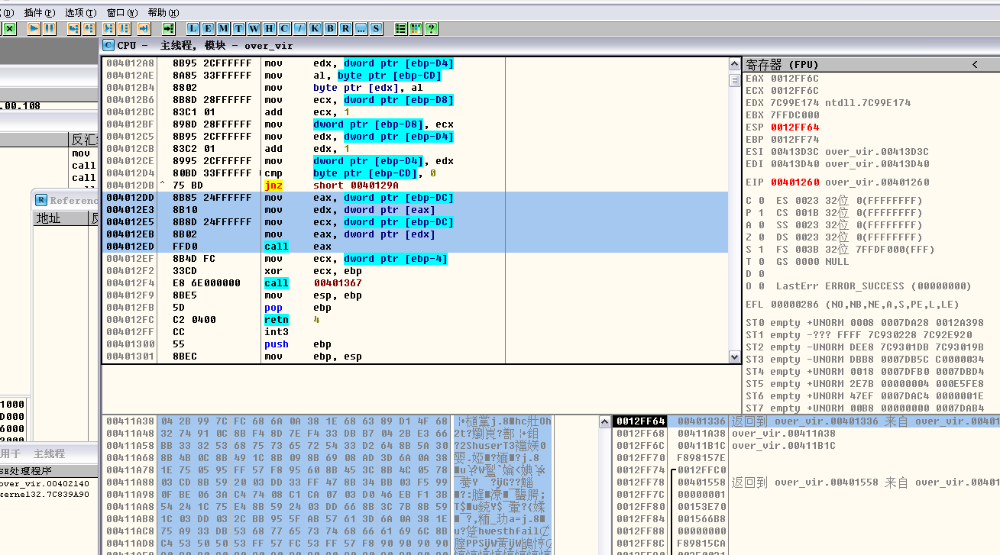 插件(P) 选项(T) 窗口(W) 帮助(H)
L E M T W H C / K B R ... S
C CPU - 主线程, 模块 - over_vir
004012A8 8B95 2CFFFFFF mov edx, dword ptr [ebp-D4]
004012AE 8A85 33FFFFFF mov al, byte ptr [ebp-CD]
004012B4 8802 mov byte ptr [edx], al
004012B6 8B8D 28FFFFFF mov ecx, dword ptr [ebp-D8]
004012BC 83C1 01 add ecx, 1
004012BF 898D 28FFFFFF mov dword ptr [ebp-D8], ecx
004012C5 8B95 2CFFFFFF mov edx, dword ptr [ebp-D4]
004012CB 83C2 01 add edx, 1
004012CE 8995 2CFFFFFF mov dword ptr [ebp-D4], edx
004012D4 80BD 33FFFFFF cmp byte ptr [ebp-CD], 0
004012DB ^ 75 BD jnz short 0040129A
004012DD 8B85 24FFFFFF mov eax, dword ptr [ebp-DC]
004012E3 8B10 mov edx, dword ptr [eax]
004012E5 8B8D 24FFFFFF mov ecx, dword ptr [ebp-DC]
004012EB 8B02 mov eax, dword ptr [edx]
004012ED FFD0 call eax
004012EF 8B4D FC mov ecx, dword ptr [ebp-4]
004012F2 33CD xor ecx, ebp
004012F4 E8 6E000000 call 00401367
004012F9 8BE5 mov esp, ebp
004012FB 5D pop ebp
004012FC C2 0400 retn 4
004012FF CC int3
00401300 55 push ebp
00401301 8BEC mov ebp, esp
寄存器 (FPU) <
EAX 0012FF6C
ECX 0012FF6C
EDX 7C99E174 ntdll.7C99E174
EBX 7FFDC000
ESP 0012FF64
EBP 0012FF74
ESI 00413D3C over_vir.00413D3C
EDI 00413D40 over_vir.00413D40
EIP 00401260 over_vir.00401260
C 0 ES 0023 32位 0(FFFFFFFF)
P 1 CS 001B 32位 0(FFFFFFFF)
A 0 SS 0023 32位 0(FFFFFFFF)
Z 0 DS 0023 32位 0(FFFFFFFF)
S 1 FS 003B 32位 7FFDF000(FFF)
T 0 GS 0000 NULL
D 0
O 0 LastErr ERROR_SUCCESS (00000000)
EFL 00000286 (NO,NB,NE,A,S,PE,L,LE)
ST0 empty +UNORM 0008 0007DA28 0012A398
ST1 empty -??? FFFF 7C930228 7C92E920
ST2 empty -UNORM DEE8 7C9301DB 7C93019B
ST3 empty -UNORM DBB8 0007DB5C C0000034
ST4 empty +UNORM 0018 0007DFB0 0007DBD4
ST5 empty +UNORM 2E7B 00000004 000E5FE8
ST6 empty +UNORM 47EF 0007DAC4 0000001E
ST7 empty +UNORM 0088 00000000 0007DAB4
.00.108
反汇
mov
call
call
R Referenc
地址
1000
D000
6000
用于 主线程
SE处理程序
over_vir.00402140
kernel32.7C839A90
00411A38 04 2B 99 7C FC 68 6A 0A 38 1E 68 63 89 D1 4F 68
00411A48 32 74 91 0C 8B F4 8D 7E F4 33 DB B7 04 2B E3 66
00411A58 BB 33 32 53 68 75 73 65 72 54 33 D2 64 8B 5A 30
00411A68 8B 4B 0C 8B 49 1C 8B 09 8B 69 08 AD 3D 6A 0A 38
00411A78 1E 75 05 95 FF 57 F8 95 60 8B 45 3C 8B 4C 05 78
00411A88 03 CD 8B 59 20 03 DD 33 FF 47 8B 34 BB 03 F5 99
00411A98 0F BE 06 3A C4 74 08 C1 CA 07 03 D0 46 EB F1 3B
00411AA8 54 24 1C 75 E4 8B 59 24 03 DD 66 8B 3C 7B 8B 59
00411AB8 1C 03 DD 03 2C BB 95 5F AB 57 61 3D 6A 0A 38 1E
00411AC8 75 A9 33 DB 53 68 77 65 73 74 68 66 61 69 6C 8B
00411AD8 C4 53 50 50 53 FF 57 FC 53 FF 57 F8 90 90 90 90
0012FF64 00401336 返回到 over_vir.00401336 来自 over_vir.00401
0012FF68 00411A38 over_vir.00411A38
0012FF6C 00411B1C over_vir.00411B1C
0012FF70 F898157E
0012FF74 0012FFC0
0012FF78 00401558 返回到 over_vir.00401558 来自 over_vir.00401
0012FF7C 00000001
0012FF80 00153E70
0012FF84 001566B8
0012FF88 00000000
0012FF8C F89815CA